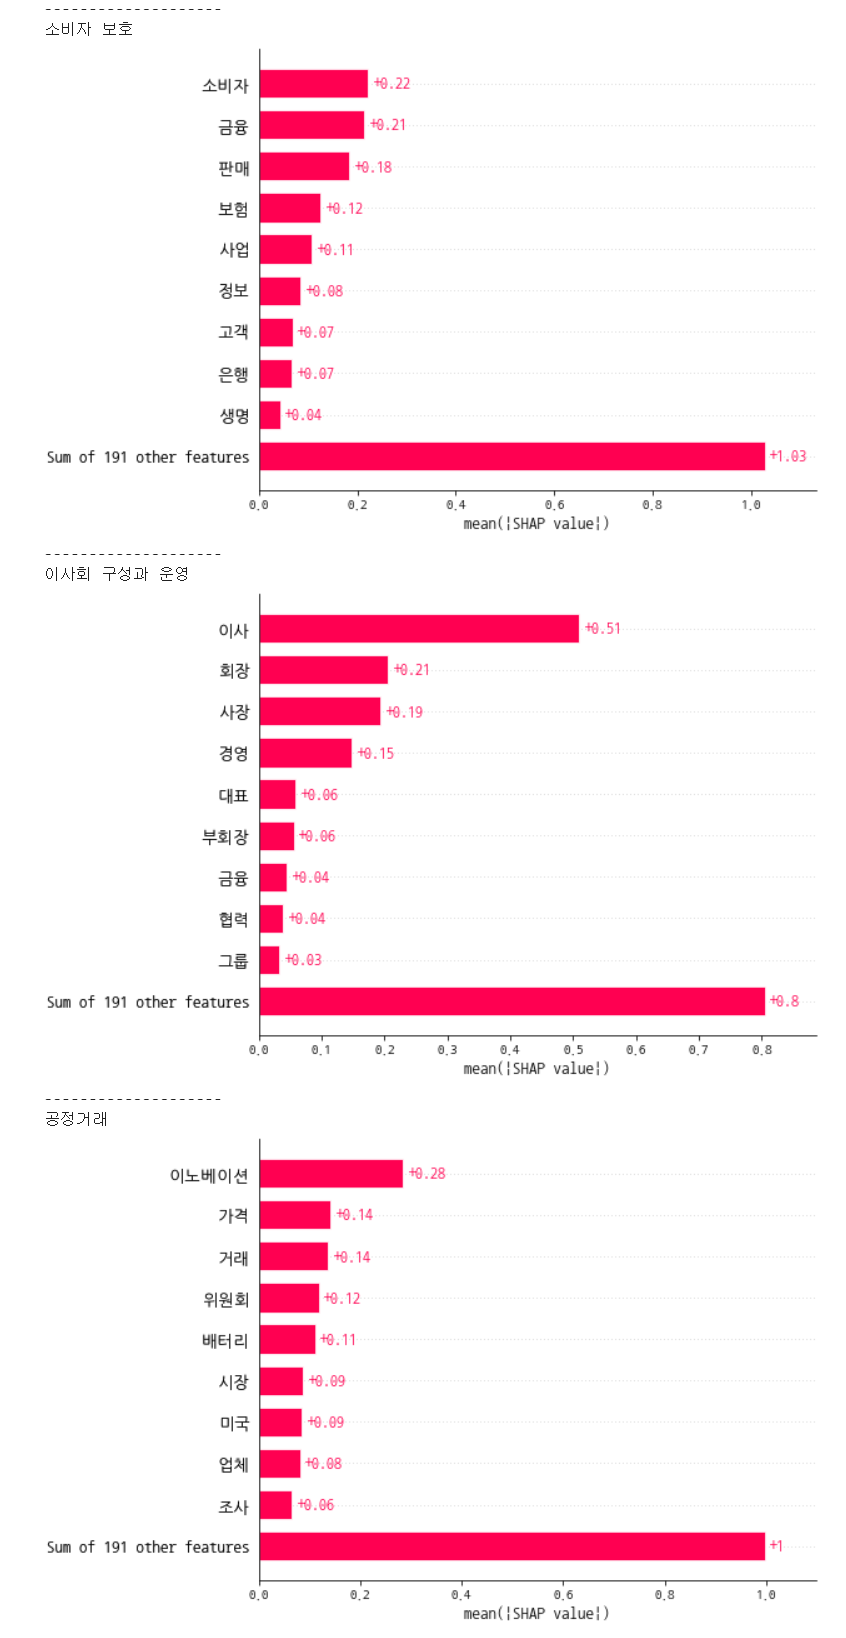 --------------------
소비자 보호
소비자 +0.22
금융 +0.21
판매 +0.18
보험 +0.12
사업 +0.11
정보 +0.08
고객 +0.07
은행 +0.07
생명 +0.04
Sum of 191 other features +1.03
0.0 0.2 0.4 0.6 0.8 1.0
mean(|SHAP value|)
--------------------
이사회 구성과 운영
이사 +0.51
회장 +0.21
사장 +0.19
경영 +0.15
대표 +0.06
부회장 +0.06
금융 +0.04
협력 +0.04
그룹 +0.03
Sum of 191 other features +0.8
0.0 0.1 0.2 0.3 0.4 0.5 0.6 0.7 0.8
mean(|SHAP value|)
--------------------
공정거래
이노베이션 +0.28
가격 +0.14
거래 +0.14
위원회 +0.12
배터리 +0.11
시장 +0.09
미국 +0.09
업체 +0.08
조사 +0.06
Sum of 191 other features +1
0.0 0.2 0.4 0.6 0.8 1.0
mean(|SHAP value|)